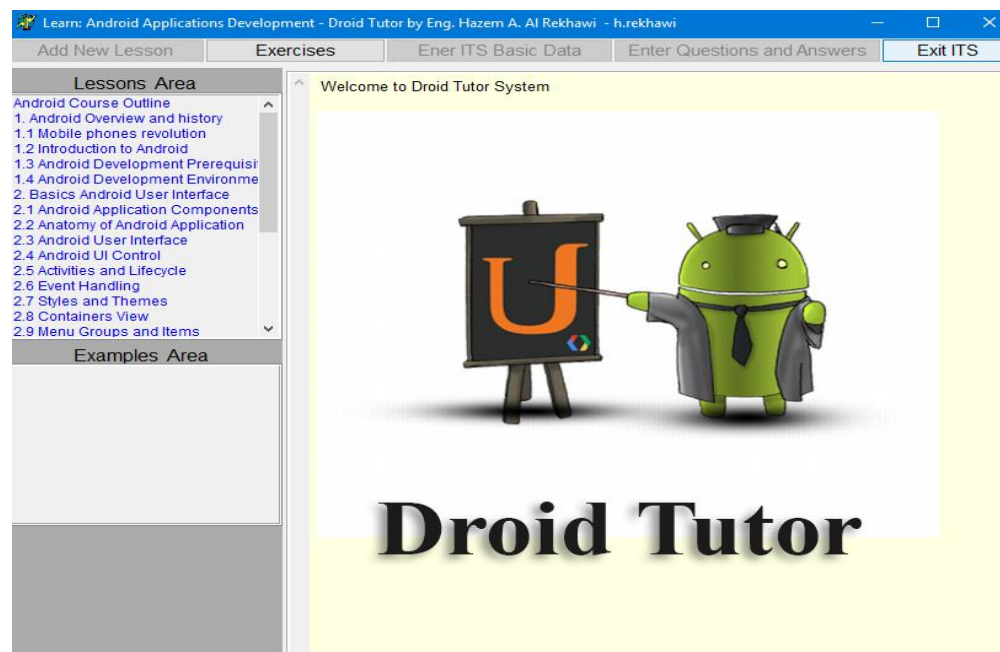 Learn: Android Applications Development - Droid Tutor by Eng. Hazem A. Al Rekhawi - h.rekhawi
Add New Lesson Exercises Ener ITS Basic Data Enter Questions and Answers Exit ITS
Lessons Area
Android Course Outline
1. Android Overview and history
1.1 Mobile phones revolution
1.2 Introduction to Android
1.3 Android Development Prerequisi
1.4 Android Development Environme
2. Basics Android User Interface
2.1 Android Application Components
2.2 Anatomy of Android Application
2.3 Android User Interface
2.4 Android UI Control
2.5 Activities and Lifecycle
2.6 Event Handling
2.7 Styles and Themes
2.8 Containers View
2.9 Menu Groups and Items
Examples Area
Welcome to Droid Tutor System
U
Droid Tutor